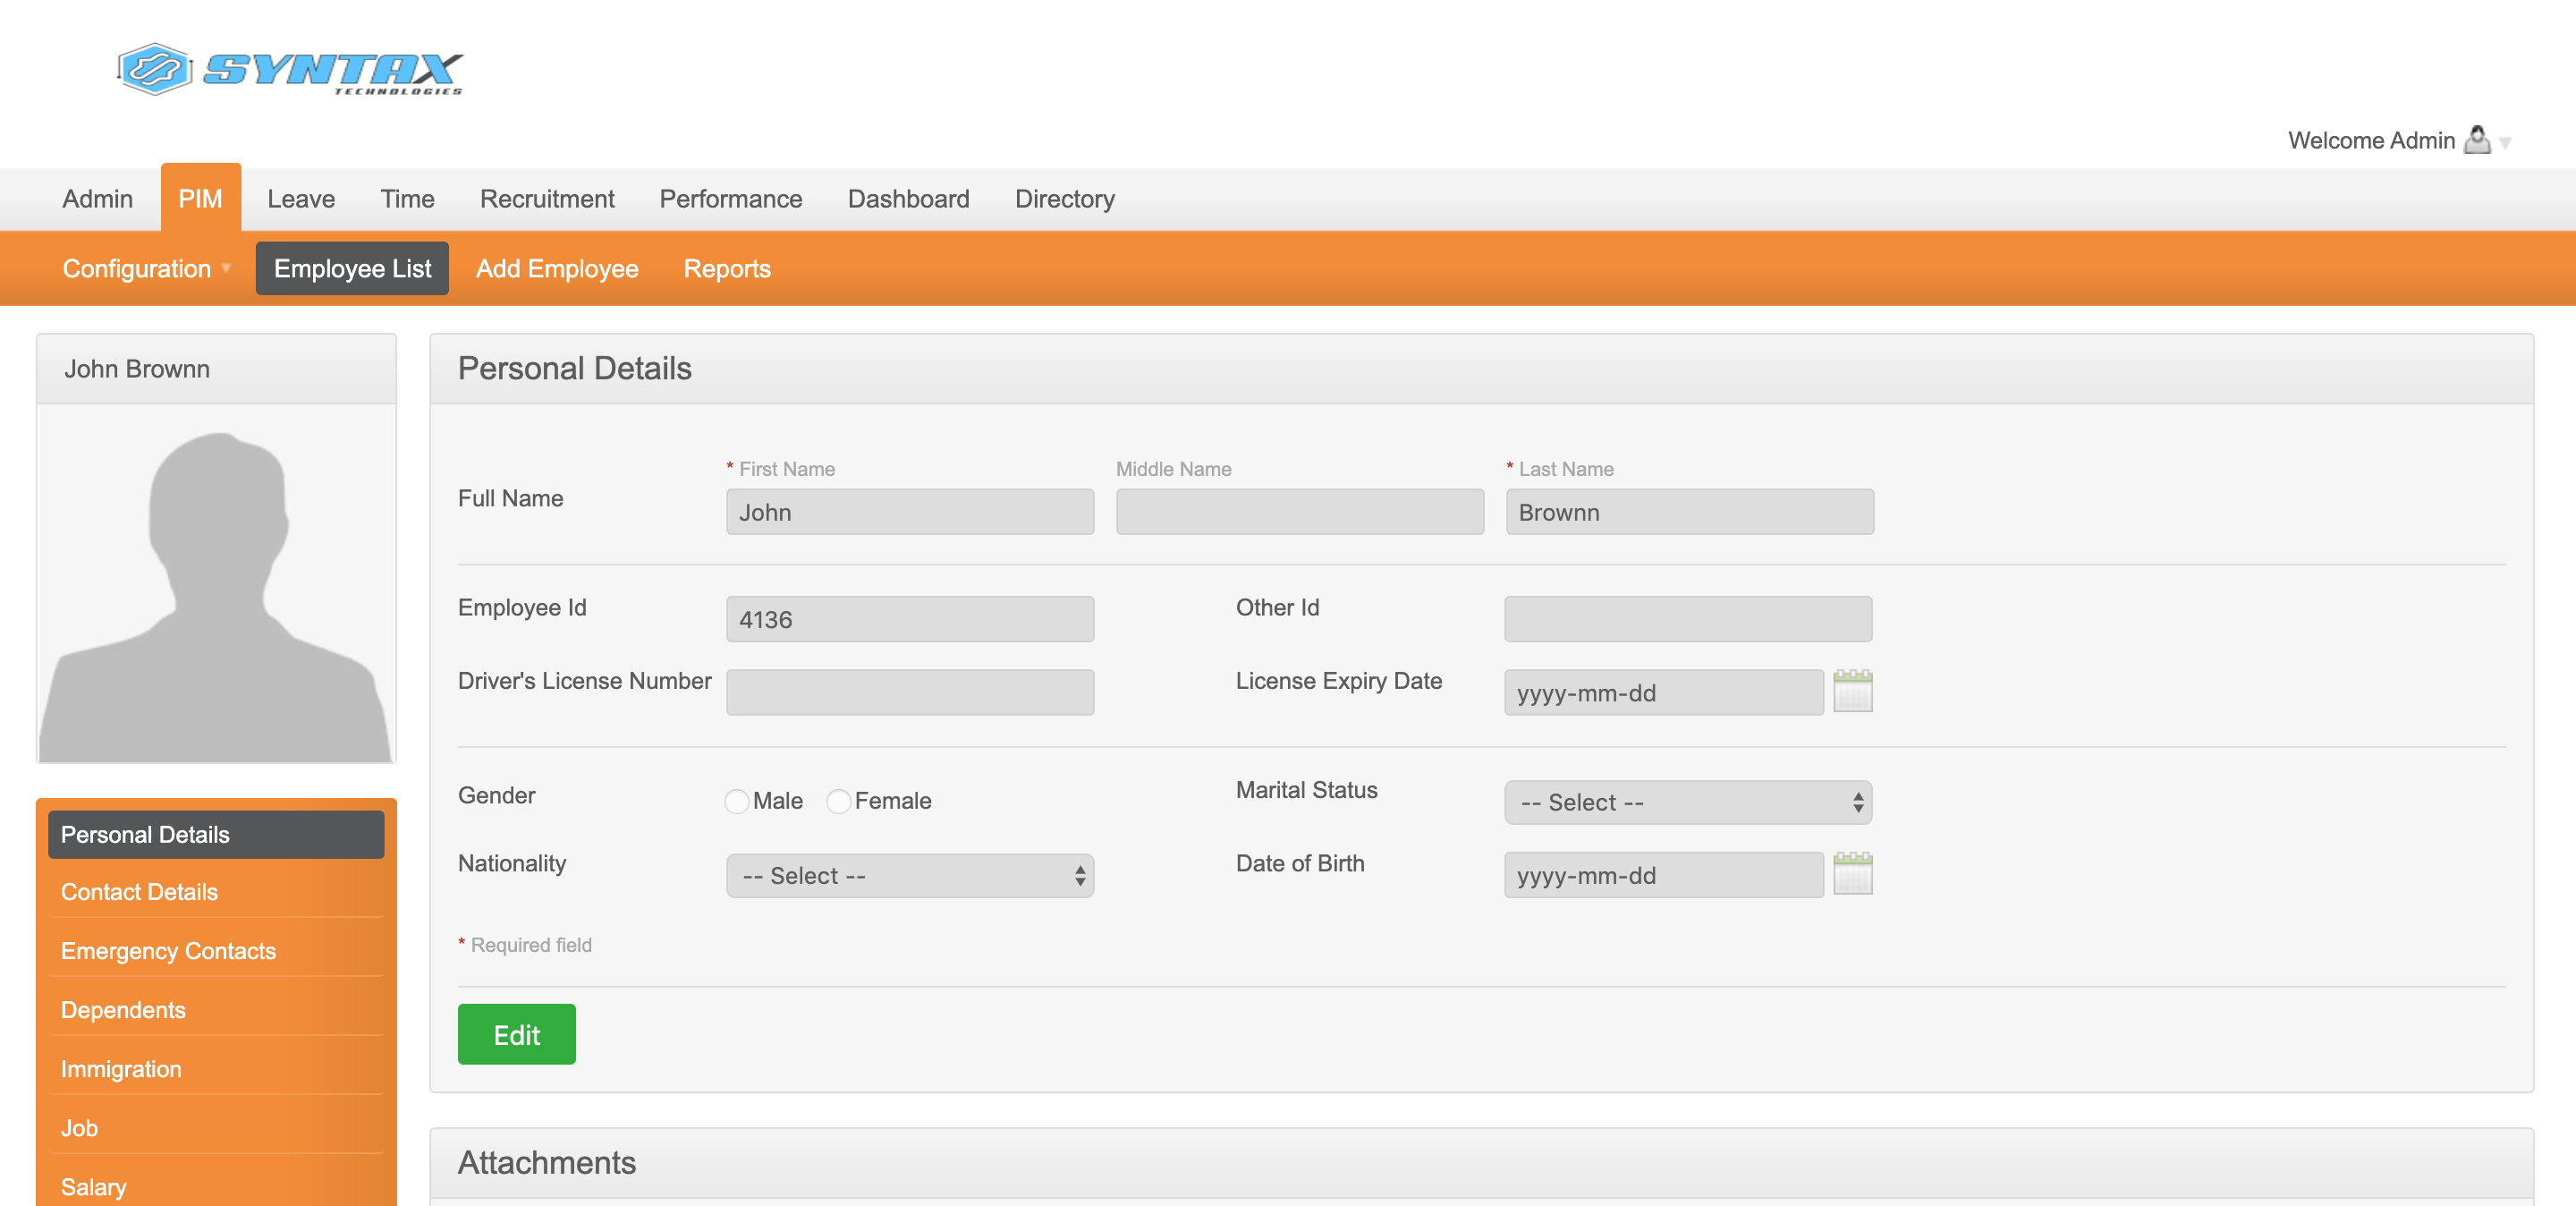 SYNTAX
TECHNOLOGIES
Welcome Admin
Admin PIM Leave Time Recruitment Performance Dashboard Directory
Configuration Employee List Add Employee Reports
John Brownn
Personal Details
* First Name Middle Name * Last Name
Full Name John Brownn
Employee Id 4136 Other Id
Driver's License Number License Expiry Date yyyy-mm-dd
Gender Male Female Marital Status -- Select --
Nationality -- Select -- Date of Birth yyyy-mm-dd
* Required field
Edit
Personal Details
Contact Details
Emergency Contacts
Dependents
Immigration
Job
Salary
Attachments